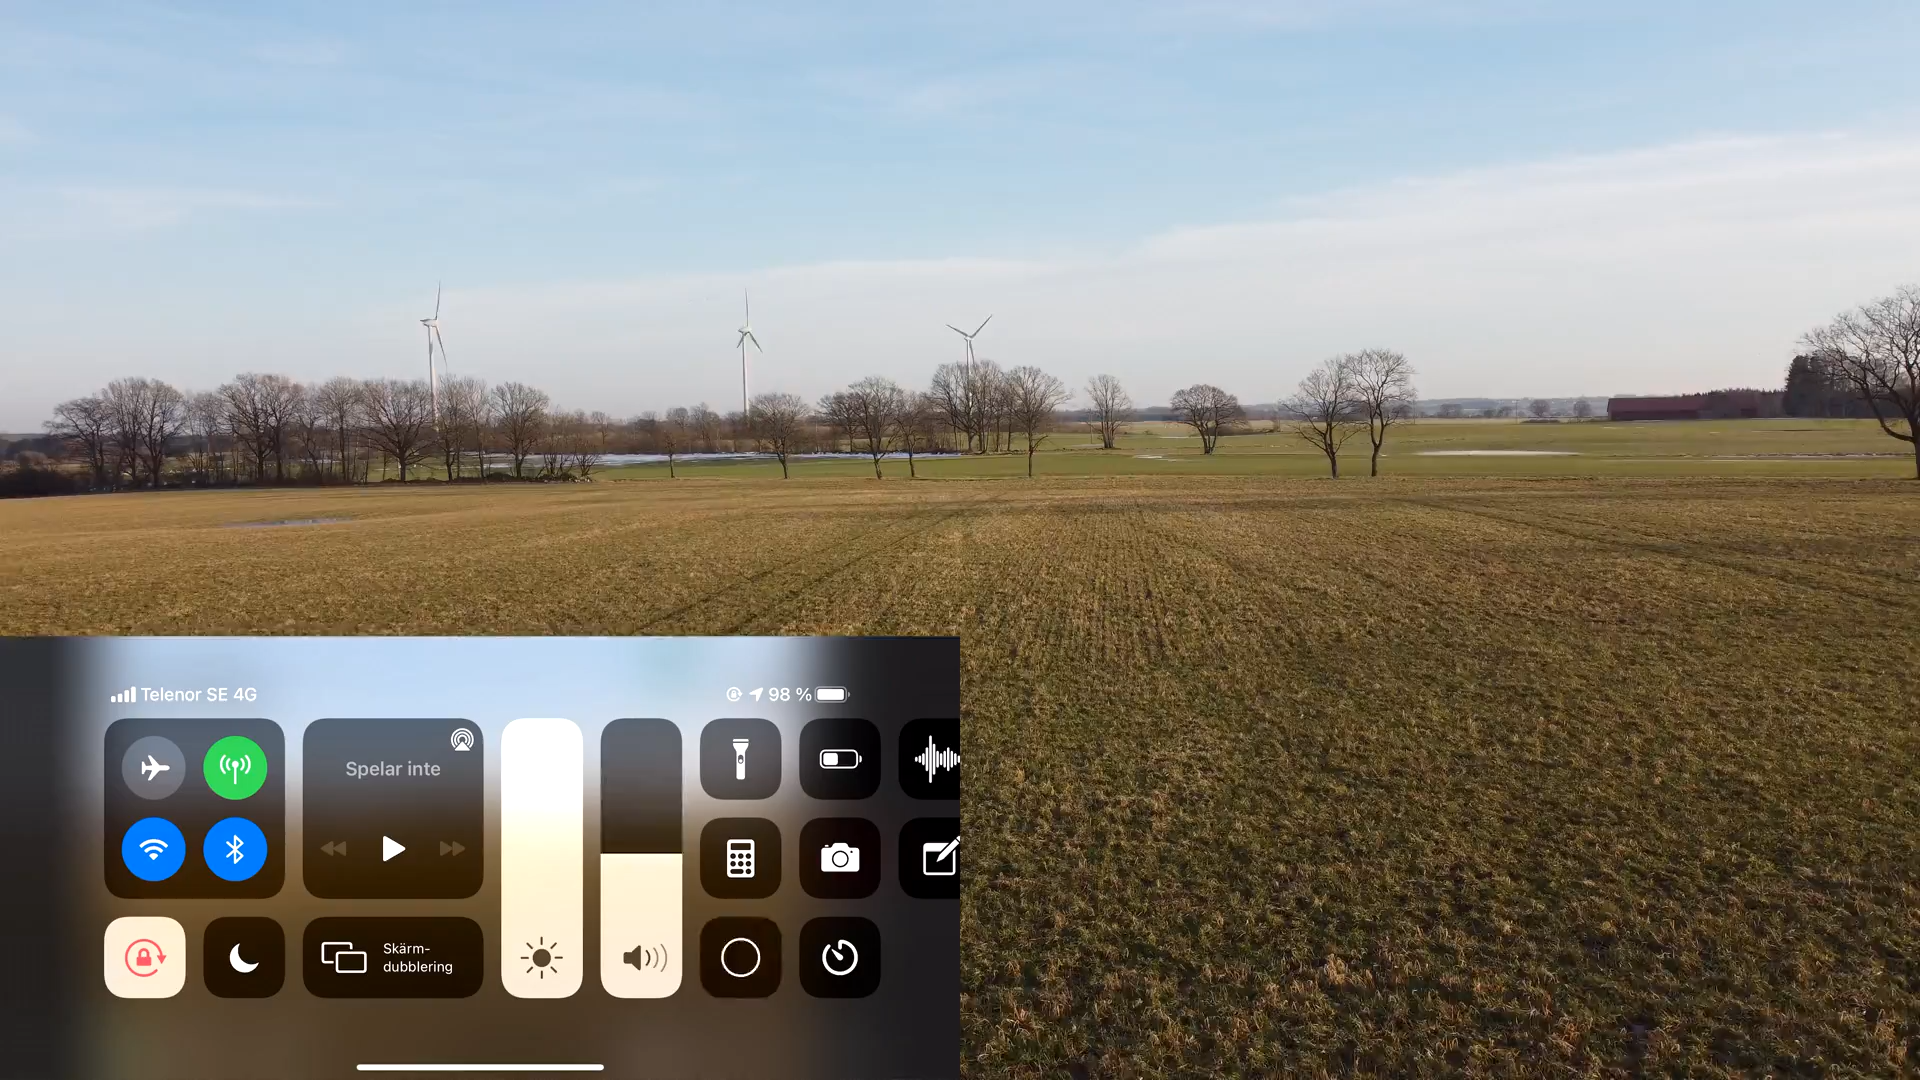 Telenor SE 4G
98 %
Spelar inte
Skärm-
dubblering